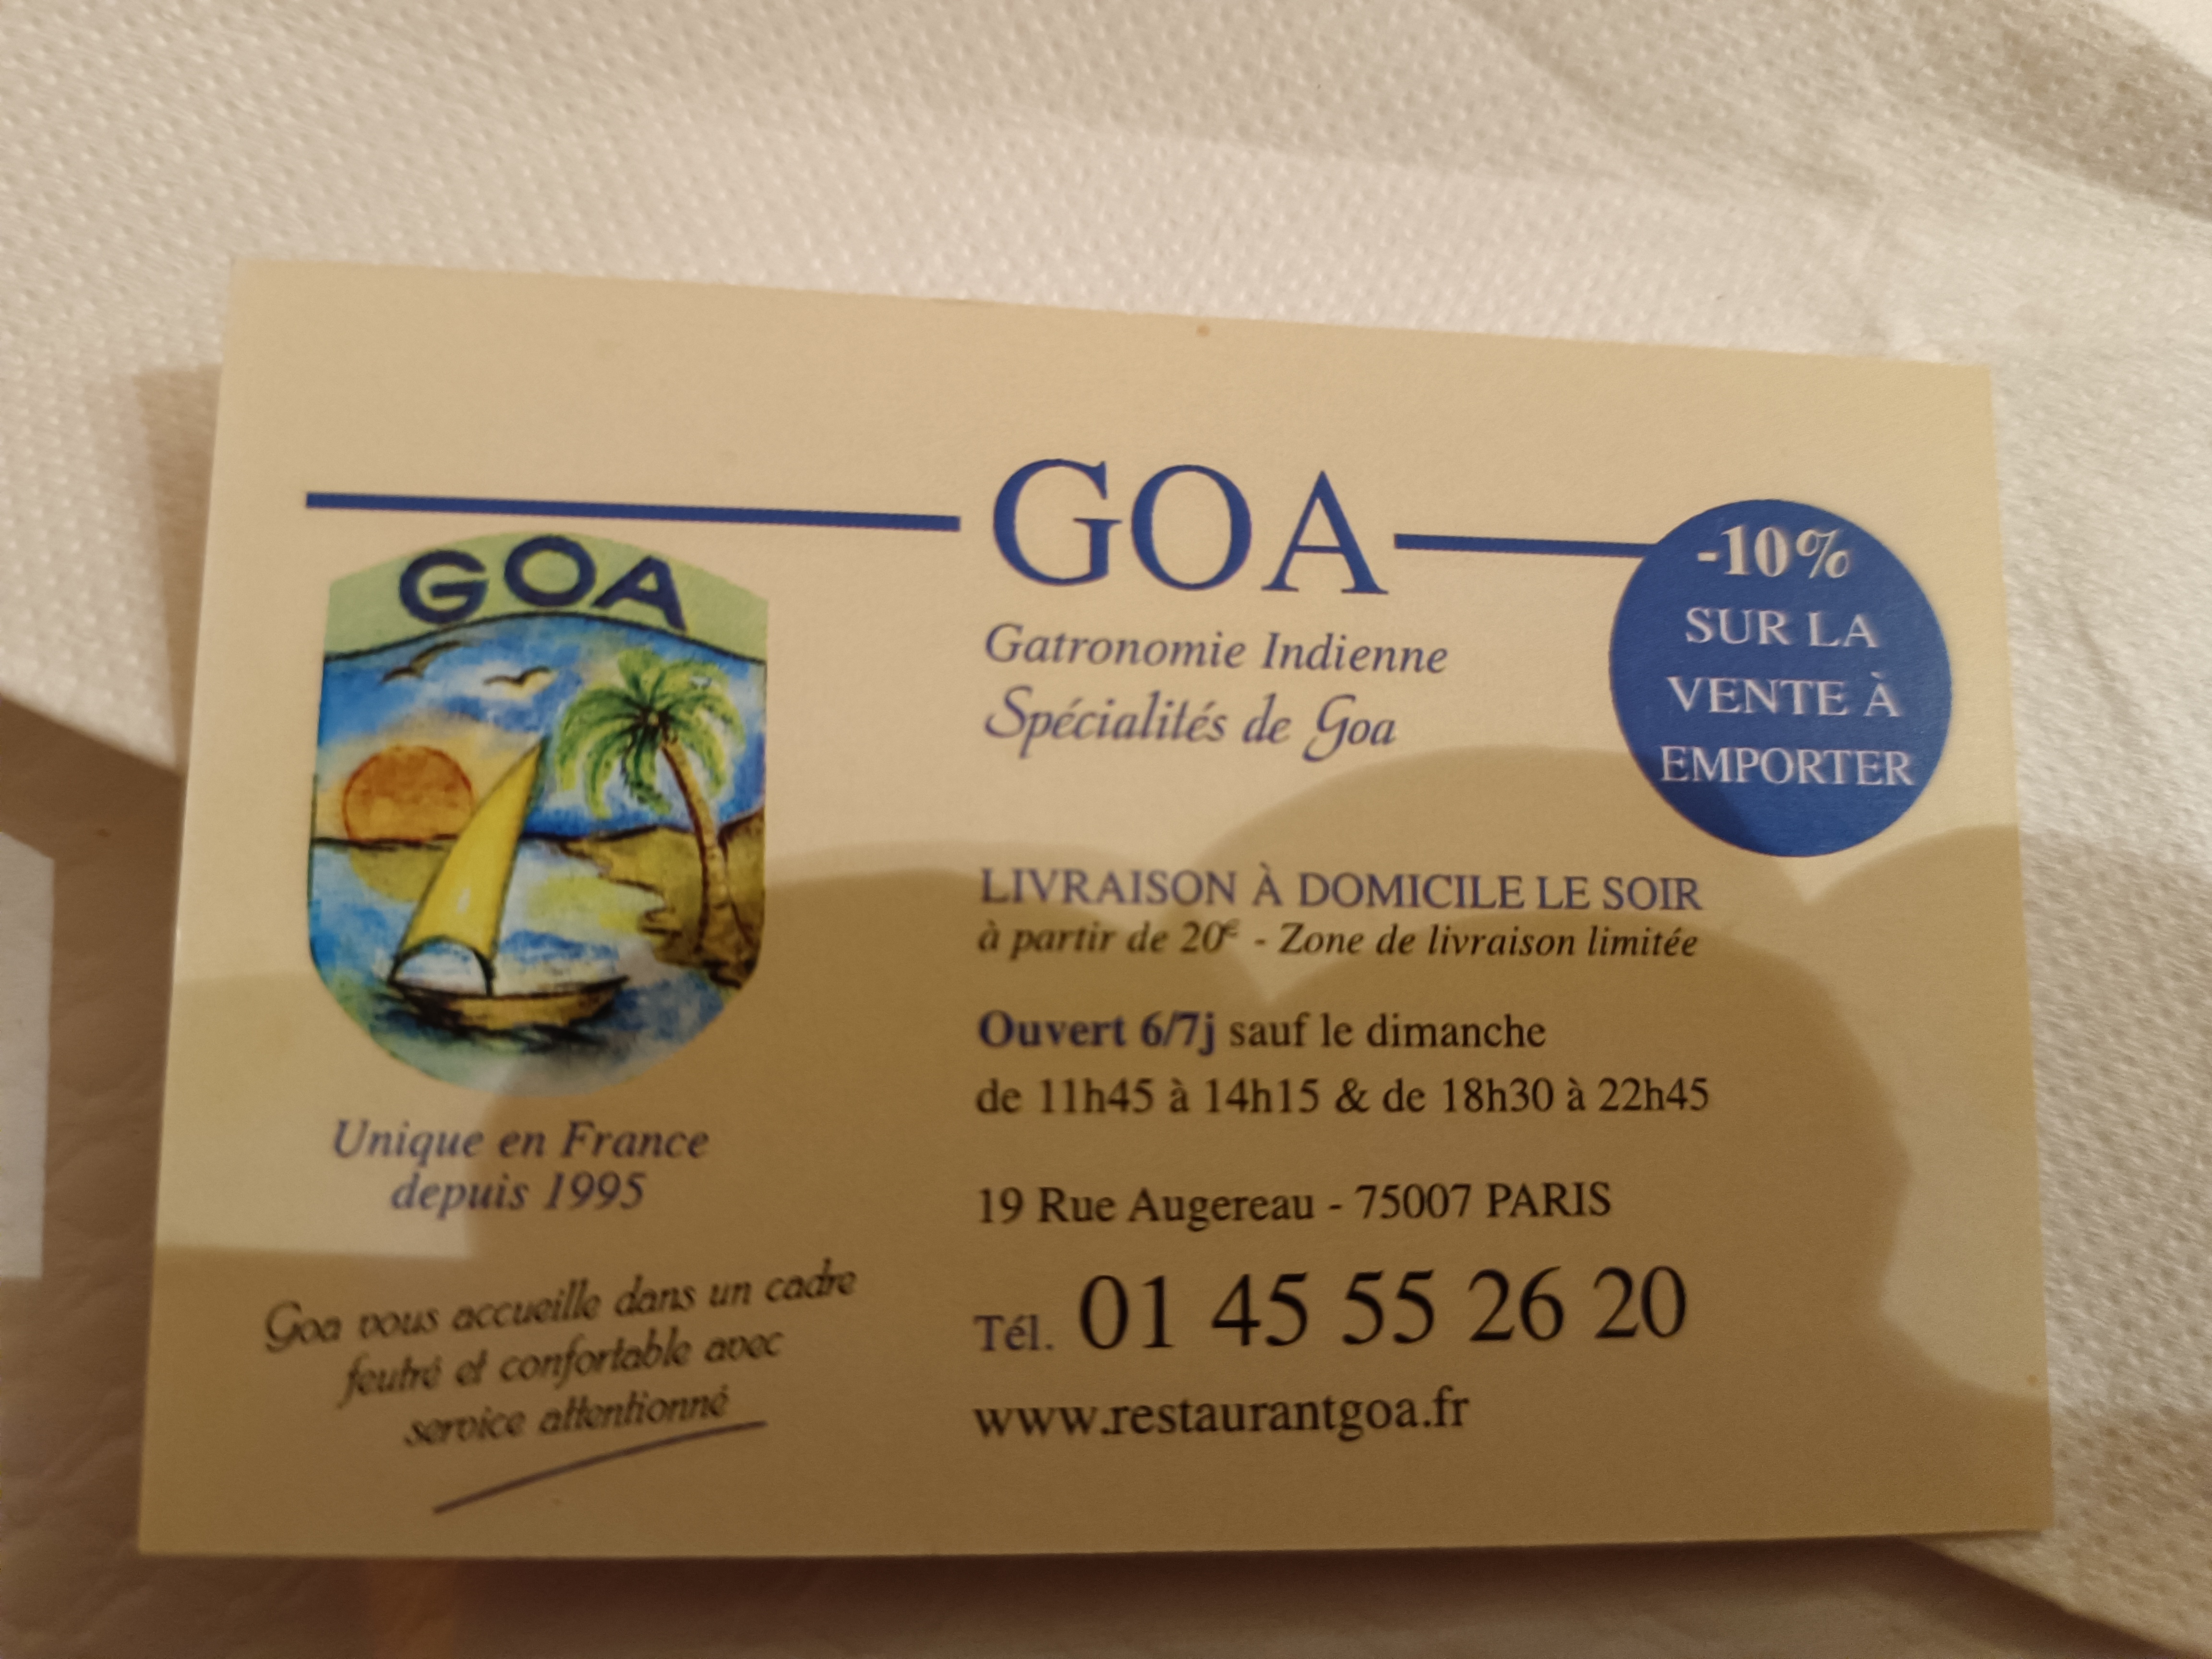 GOA
-10%
SUR LA
VENTE À
EMPORTER
GOA
Gatronomie Indienne
Spécialités de Goa
LIVRAISON À DOMICILE LE SOIR
à partir de 20€ - Zone de livraison limitée
Ouvert 6/7j sauf le dimanche
de 11h45 à 14h15 & de 18h30 à 22h45
Unique en France
depuis 1995
19 Rue Augereau - 75007 PARIS
Goa vous accueille dans un cadre
feutré et confortable avec
service attentionné
Tél. 01 45 55 26 20
www.restaurantgoa.fr